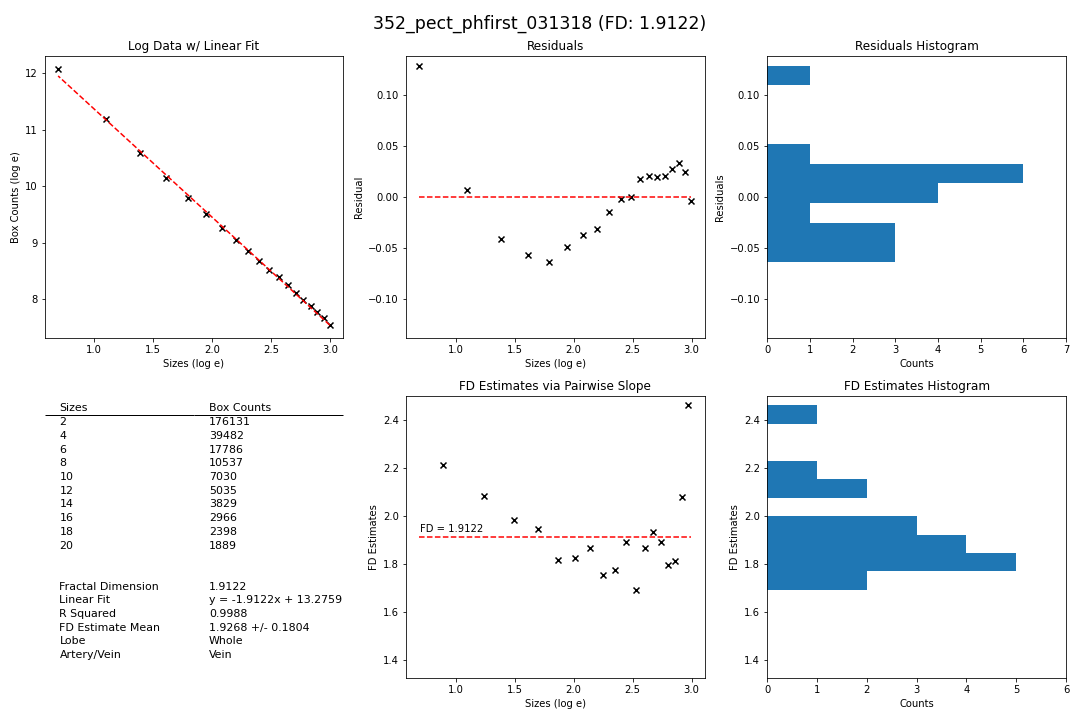 352_pect_phfirst_031318 (FD: 1.9122)
Log Data w/ Linear Fit
Box Counts (log e)
12
11
10
9
8
1.0 1.5 2.0 2.5 3.0
Sizes (log e)
Residuals
Residual
0.10
0.05
0.00
−0.05
−0.10
1.0 1.5 2.0 2.5 3.0
Sizes (log e)
Residuals Histogram
Residuals
0.10
0.05
0.00
−0.05
−0.10
0 1 2 3 4 5 6 7
Counts
Sizes Box Counts
2 176131
4 39482
6 17786
8 10537
10 7030
12 5035
14 3829
16 2966
18 2398
20 1889
Fractal Dimension 1.9122
Linear Fit y = -1.9122x + 13.2759
R Squared 0.9988
FD Estimate Mean 1.9268 +/- 0.1804
Lobe Whole
Artery/Vein Vein
FD Estimates via Pairwise Slope
FD Estimates
2.4
2.2
2.0
FD = 1.9122
1.8
1.6
1.4
1.0 1.5 2.0 2.5 3.0
Sizes (log e)
FD Estimates Histogram
FD Estimates
2.4
2.2
2.0
1.8
1.6
1.4
0 1 2 3 4 5 6
Counts